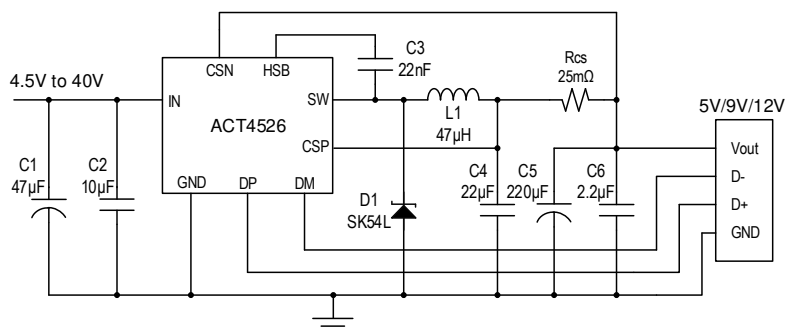 CSN
HSB
C3
22nF
Rcs
25mΩ
4.5V to 40V
IN
SW
5V/9V/12V
ACT4526
L1
47μH
CSP
Vout
C1
47μF
C2
10μF
C4
22μF
C5
220μF
C6
2.2μF
D-
GND
DP
DM
D1
SK54L
D+
GND